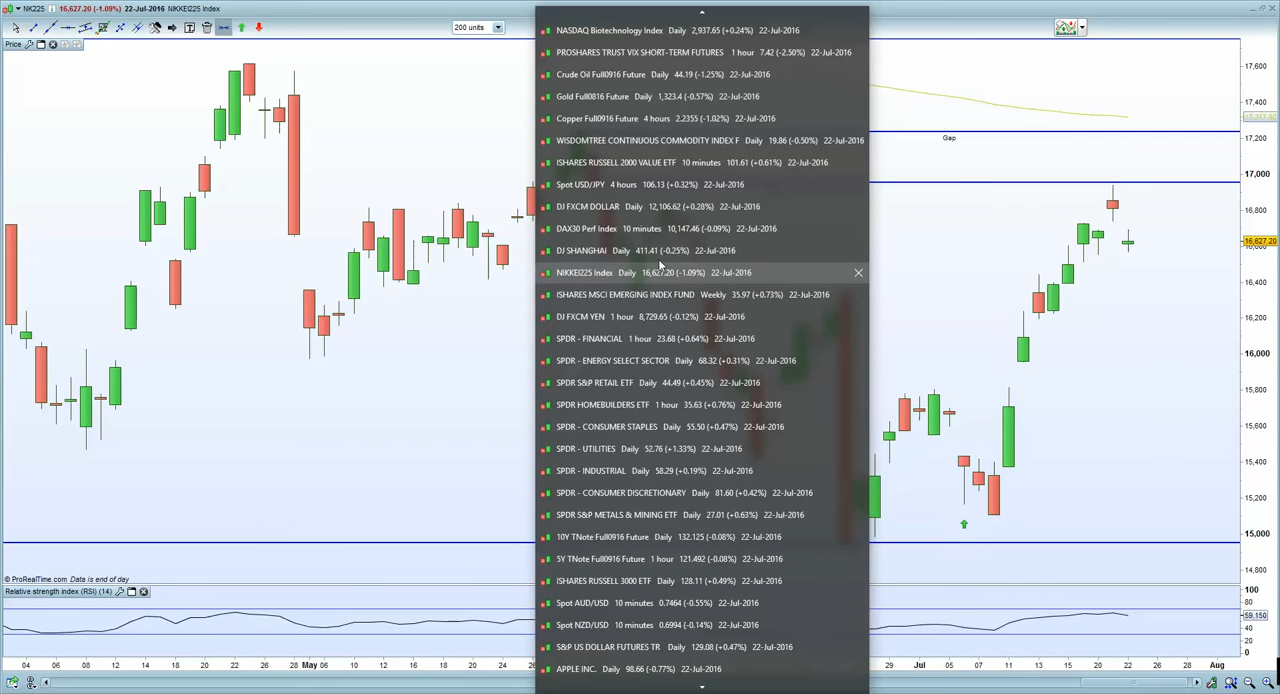 NK225 16,627.20 (-1.09%) 22-Jul-2016 NIKKEI225 Index
200 units
Price
NASDAQ Biotechnology Index Daily 2,937.65 (+0.24%) 22-Jul-2016
PROSHARES TRUST VIX SHORT-TERM FUTURES 1 hour 7.42 (-2.50%) 22-Jul-2016
Crude Oil Full0916 Future Daily 44.19 (-1.25%) 22-Jul-2016
Gold Full0816 Future Daily 1,323.4 (-0.57%) 22-Jul-2016
Copper Full0916 Future 4 hours 2.2355 (-1.02%) 22-Jul-2016
WISDOMTREE CONTINUOUS COMMODITY INDEX F Daily 19.86 (-0.50%) 22-Jul-2016
ISHARES RUSSELL 2000 VALUE ETF 10 minutes 101.61 (+0.61%) 22-Jul-2016
Spot USD/JPY 4 hours 106.13 (+0.32%) 22-Jul-2016
DJ FXCM DOLLAR Daily 12,106.62 (+0.28%) 22-Jul-2016
DAX30 Perf Index 10 minutes 10,147.46 (-0.09%) 22-Jul-2016
DJ SHANGHAI Daily 411.41 (-0.25%) 22-Jul-2016
NIKKEI225 Index Daily 16,627.20 (-1.09%) 22-Jul-2016
ISHARES MSCI EMERGING INDEX FUND Weekly 35.97 (+0.73%) 22-Jul-2016
DJ FXCM YEN 1 hour 8,729.65 (-0.12%) 22-Jul-2016
SPDR - FINANCIAL 1 hour 23.68 (+0.64%) 22-Jul-2016
SPDR - ENERGY SELECT SECTOR Daily 68.32 (+0.31%) 22-Jul-2016
SPDR S&P RETAIL ETF Daily 44.49 (+0.45%) 22-Jul-2016
SPDR HOMEBUILDERS ETF 1 hour 35.63 (+0.76%) 22-Jul-2016
SPDR - CONSUMER STAPLES Daily 55.50 (+0.47%) 22-Jul-2016
SPDR - UTILITIES Daily 52.76 (+1.33%) 22-Jul-2016
SPDR - INDUSTRIAL Daily 58.29 (+0.19%) 22-Jul-2016
SPDR - CONSUMER DISCRETIONARY Daily 81.60 (+0.42%) 22-Jul-2016
SPDR S&P METALS & MINING ETF Daily 27.01 (+0.63%) 22-Jul-2016
10Y TNote Full0916 Future Daily 132.125 (-0.08%) 22-Jul-2016
5Y TNote Full0916 Future 1 hour 121.492 (-0.08%) 22-Jul-2016
ISHARES RUSSELL 3000 ETF Daily 128.11 (+0.49%) 22-Jul-2016
Spot AUD/USD 10 minutes 0.7464 (-0.55%) 22-Jul-2016
Spot NZD/USD 10 minutes 0.6994 (-0.14%) 22-Jul-2016
S&P US DOLLAR FUTURES TR Daily 129.08 (+0.47%) 22-Jul-2016
APPLE INC. Daily 98.66 (-0.77%) 22-Jul-2016
Gap
17,600
17,400
17,000
16,800
16,627.20
16,400
16,200
16,000
15,800
15,600
15,400
15,200
15,000
14,800
© ProRealTime.com Data is end of day
Relative strength index (RSI) (14)
100
80
59.150
40
20
0
04 06 08 12 14 18 20 22 26 28 May 04 06 10 12 16 18 20 24 26 29 Jul 05 07 11 13 15 18 20 22 26 28 Aug